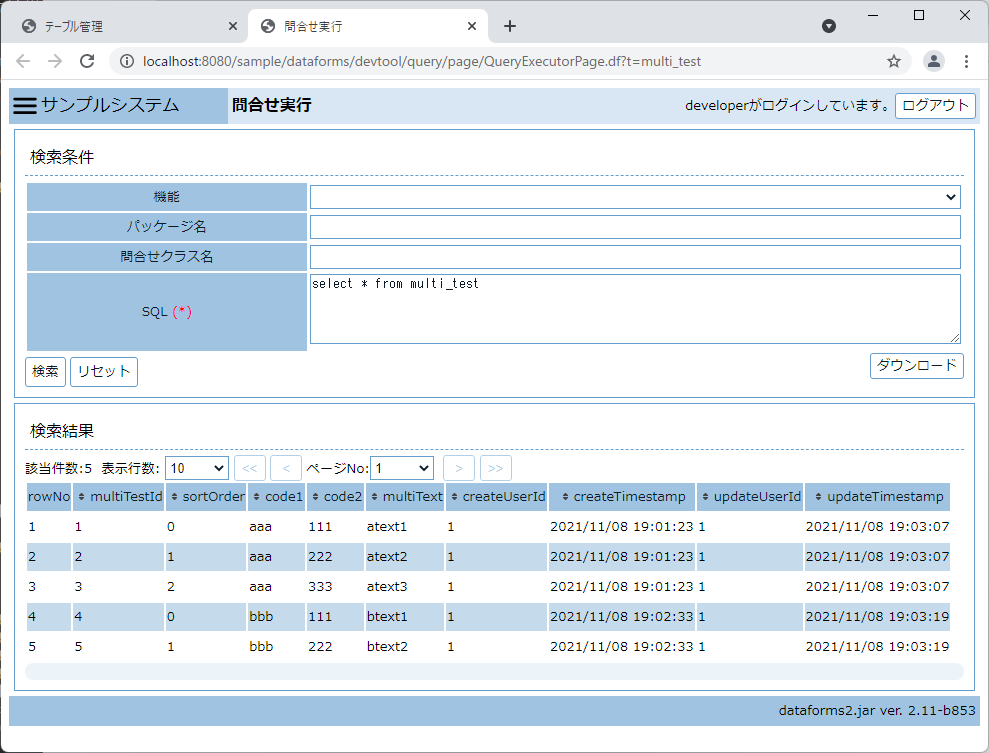 テーブル管理
問合せ実行
localhost:8080/sample/dataforms/devtool/query/page/QueryExecutorPage.df?t=multi_test
サンプルシステム 問合せ実行 developerがログインしています。 ログアウト
検索条件
機能
パッケージ名
問合せクラス名
SQL (*) select * from multi_test
検索 リセット ダウンロード
検索結果
該当件数:5 表示行数: 10 << < ページNo: 1 > >>
rowNo multiTestId sortOrder code1 code2 multiText createUserId createTimestamp updateUserId updateTimestamp
1 1 0 aaa 111 atext1 1 2021/11/08 19:01:23 1 2021/11/08 19:03:07
2 2 1 aaa 222 atext2 1 2021/11/08 19:01:23 1 2021/11/08 19:03:07
3 3 2 aaa 333 atext3 1 2021/11/08 19:01:23 1 2021/11/08 19:03:07
4 4 0 bbb 111 btext1 1 2021/11/08 19:02:33 1 2021/11/08 19:03:19
5 5 1 bbb 222 btext2 1 2021/11/08 19:02:33 1 2021/11/08 19:03:19
dataforms2.jar ver. 2.11-b853